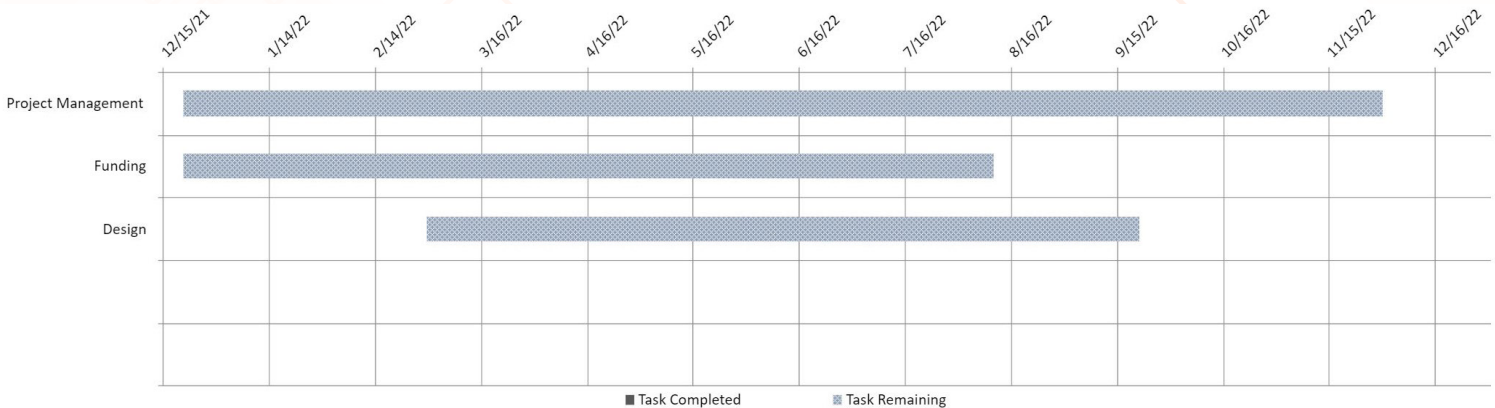 12/15/21
1/14/22
2/14/22
3/16/22
4/16/22
5/16/22
6/16/22
7/16/22
8/16/22
9/15/22
10/16/22
11/15/22
12/16/22
Project Management
Funding
Design
Task Completed
Task Remaining